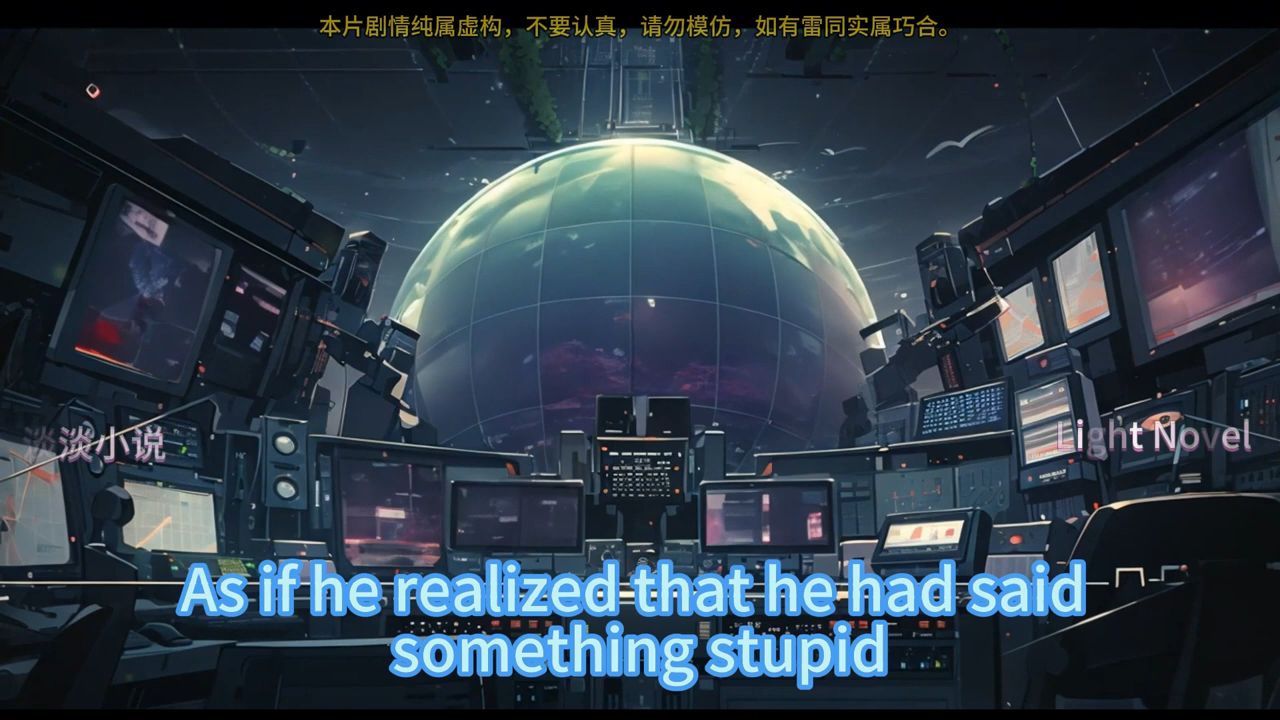 本片剧情纯属虚构，不要认真，请勿模仿，如有雷同实属巧合。
淡淡小说
Light Novel
As if he realized that he had said
something stupid